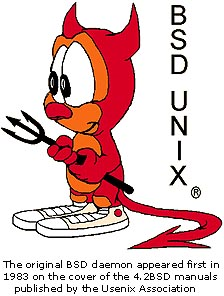 BSD UNIX®
The original BSD daemon appeared first in
1983 on the cover of the 4.2BSD manuals
published by the Usenix Association